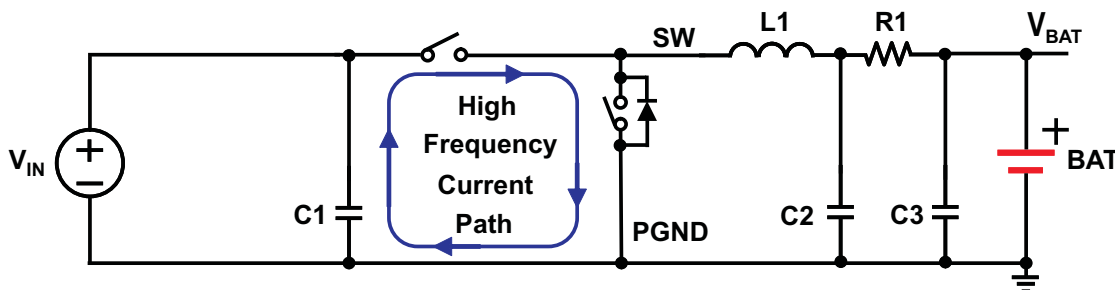 SW
L1
R1
VBAT
High
Frequency
Current
Path
VIN
+
−
C1
PGND
C2
C3
+
BAT